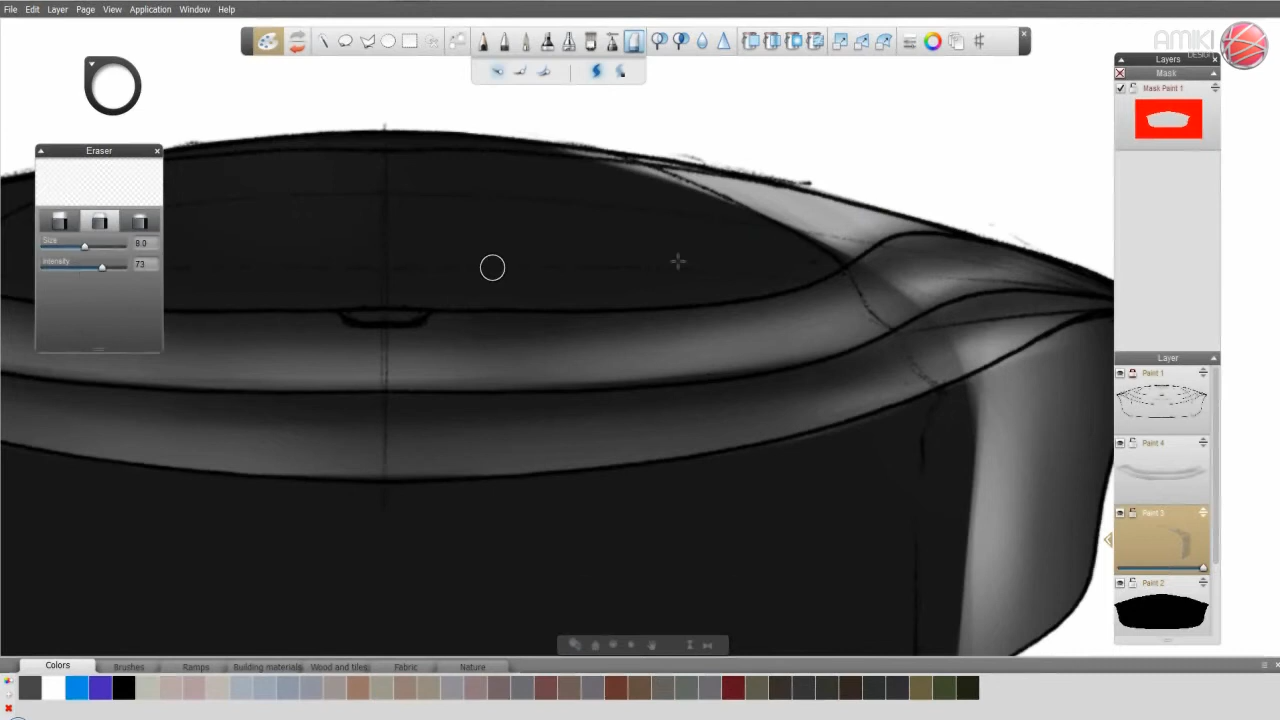 File Edit Layer Page View Application Window Help
AMIKI
DESIGN
Layers
Mask
Mask Paint 1
Eraser
Size 8.0
Intensity 73
Layer
Paint 1
Paint 4
Paint 3
Paint 2
Colors Brushes Ramps Building materials Wood and tiles Fabric Nature